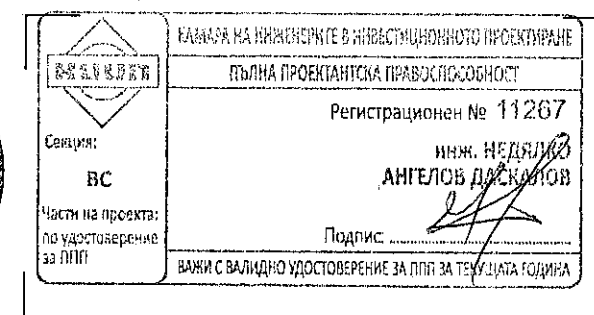 КАМАРА НА ИНЖЕНЕРИТЕ В ИНВЕСТИЦИОННОТО ПРОЕКТИРАНЕ
ПЪЛНА ПРОЕКТАНТСКА ПРАВОСПОСОБНОСТ
Регистрационен № 11267
Секция:
ВС
Части на проекта:
по удостоверение
за ППП
инж. НЕДЯЛКО
АНГЕЛОВ ДАСКАЛОВ
Подпис:
ВАЖИ С ВАЛИДНО УДОСТОВЕРЕНИЕ ЗА ППП ЗА ТЕКУЩАТА ГОДИНА